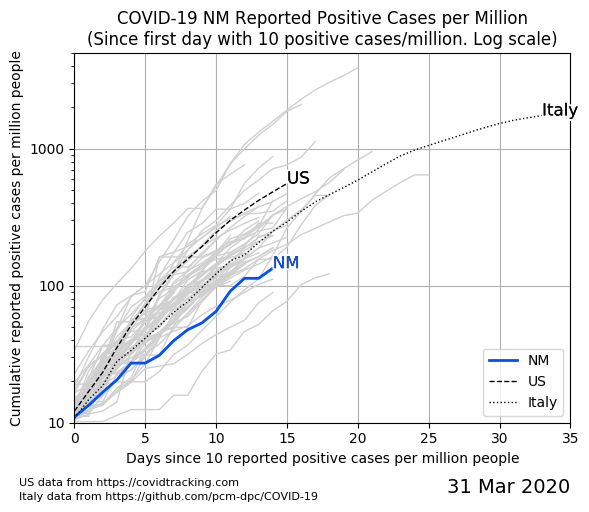 COVID-19 NM Reported Positive Cases per Million
(Since first day with 10 positive cases/million. Log scale)
Cumulative reported positive cases per million people
1000
100
10
Italy
US
NM
NM
US
Italy
0 5 10 15 20 25 30 35
Days since 10 reported positive cases per million people
US data from https://covidtracking.com
Italy data from https://github.com/pcm-dpc/COVID-19
31 Mar 2020